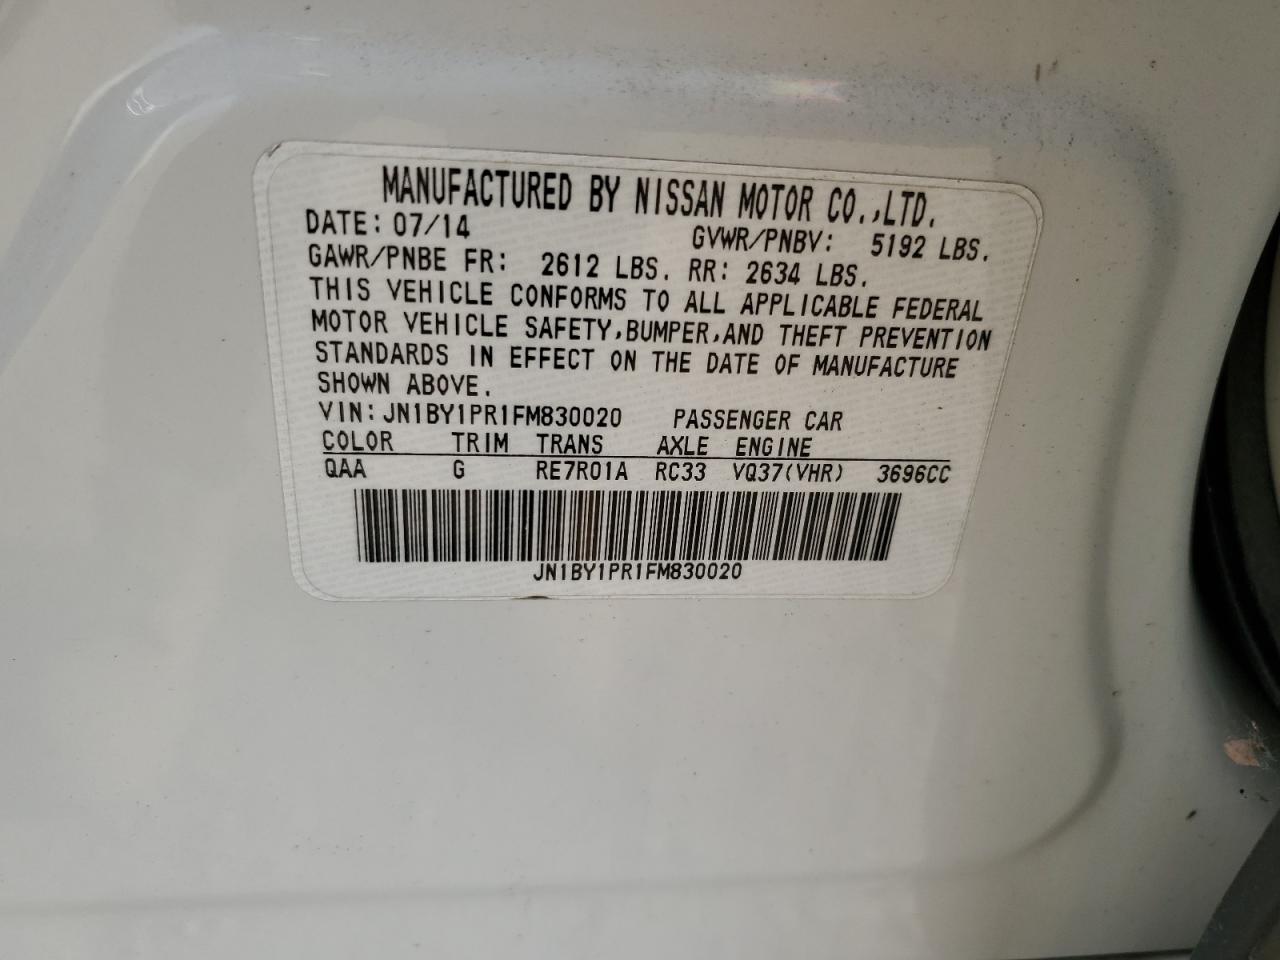 MANUFACTURED BY NISSAN MOTOR CO.,LTD.
DATE: 07/14 GVWR/PNBV: 5192 LBS.
GAWR/PNBE FR: 2612 LBS. RR: 2634 LBS.
THIS VEHICLE CONFORMS TO ALL APPLICABLE FEDERAL
MOTOR VEHICLE SAFETY,BUMPER,AND THEFT PREVENTION
STANDARDS IN EFFECT ON THE DATE OF MANUFACTURE
SHOWN ABOVE.
VIN: JN1BY1PR1FM830020 PASSENGER CAR
COLOR TRIM TRANS AXLE ENGINE
QAA G RE7R01A RC33 VQ37(VHR) 3696CC
JN1BY1PR1FM830020